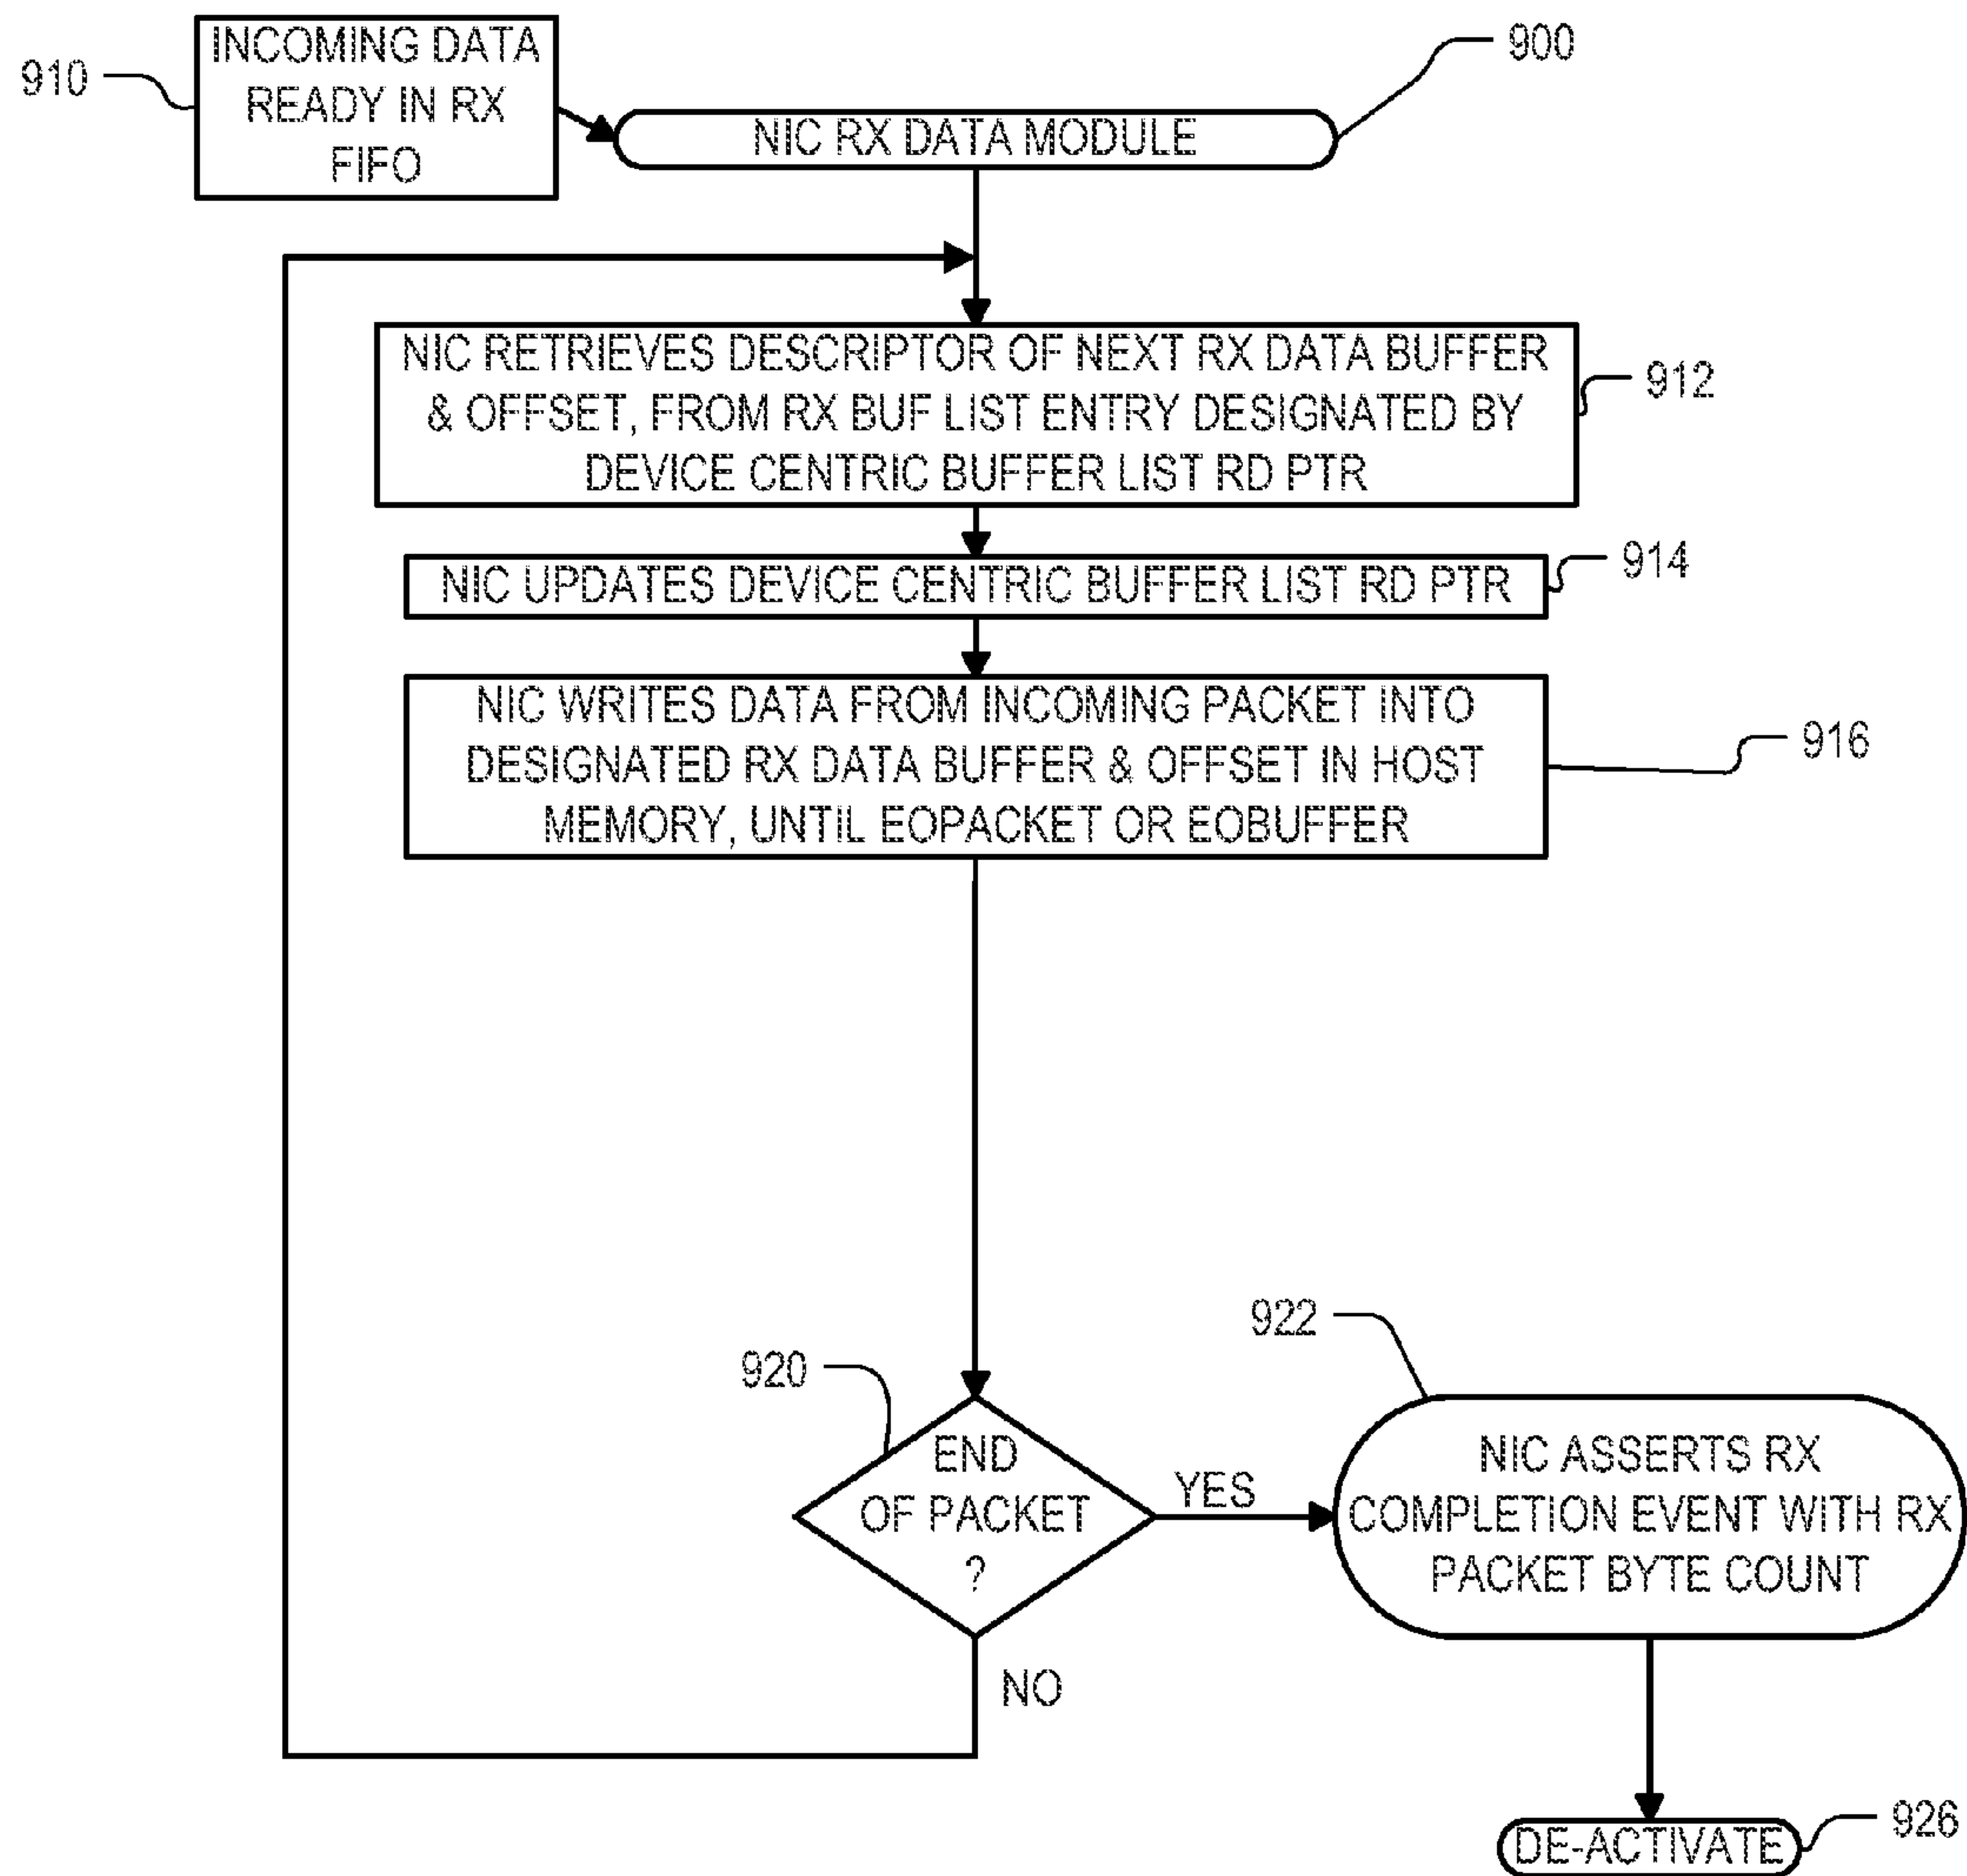 910
INCOMING DATA
READY IN RX
FIFO
900
NIC RX DATA MODULE
NIC RETRIEVES DESCRIPTOR OF NEXT RX DATA BUFFER
& OFFSET, FROM RX BUF LIST ENTRY DESIGNATED BY
DEVICE CENTRIC BUFFER LIST RD PTR
912
NIC UPDATES DEVICE CENTRIC BUFFER LIST RD PTR
914
NIC WRITES DATA FROM INCOMING PACKET INTO
DESIGNATED RX DATA BUFFER & OFFSET IN HOST
MEMORY, UNTIL EOPACKET OR EOBUFFER
916
920
END
OF PACKET
?
YES
NO
922
NIC ASSERTS RX
COMPLETION EVENT WITH RX
PACKET BYTE COUNT
DE-ACTIVATE
926